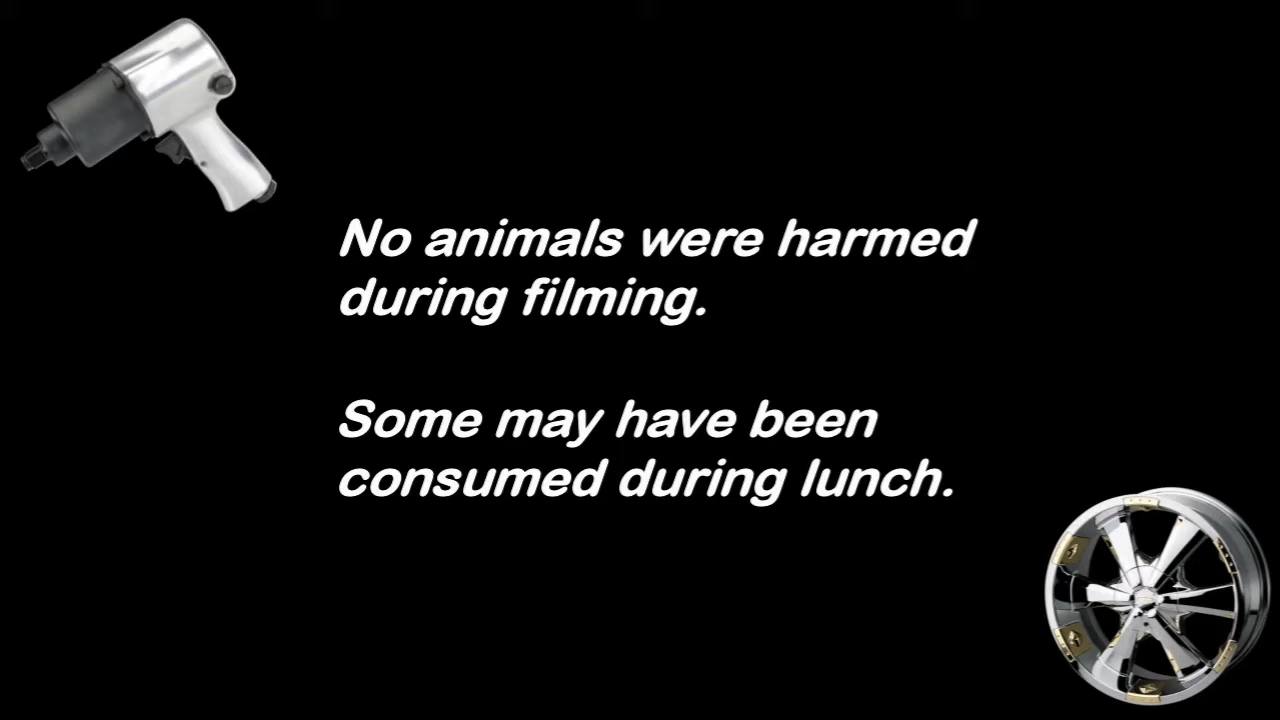 No animals were harmed
during filming.
Some may have been
consumed during lunch.